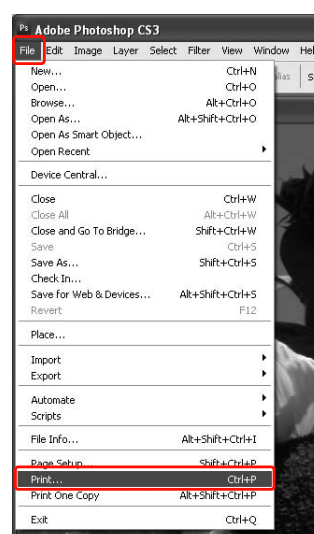 Ps Adobe Photoshop CS3
File Edit Image Layer Select Filter View Window Hel
New... Ctrl+N
Open... Ctrl+O
Browse... Alt+Ctrl+O
Open As... Alt+Shift+Ctrl+O
Open As Smart Object...
Open Recent
Device Central...
Close Ctrl+W
Close All Alt+Ctrl+W
Close and Go To Bridge... Shift+Ctrl+W
Save Ctrl+S
Save As... Shift+Ctrl+S
Check In...
Save for Web & Devices... Alt+Shift+Ctrl+S
Revert F12
Place...
Import
Export
Automate
Scripts
File Info... Alt+Shift+Ctrl+I
Page Setup... Shift+Ctrl+P
Print... Ctrl+P
Print One Copy Alt+Shift+Ctrl+P
Exit Ctrl+Q